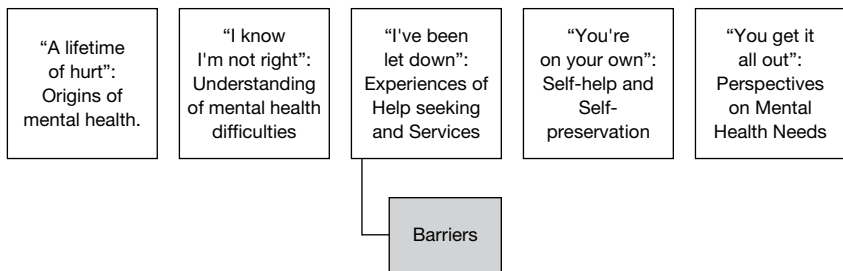 “A lifetime
of hurt”:
Origins of
mental health.
“I know
I'm not right”:
Understanding
of mental health
difficulties
“I've been
let down”:
Experiences of
Help seeking
and Services
“You're
on your own”:
Self-help and
Self-
preservation
“You get it
all out”:
Perspectives
on Mental
Health Needs
Barriers